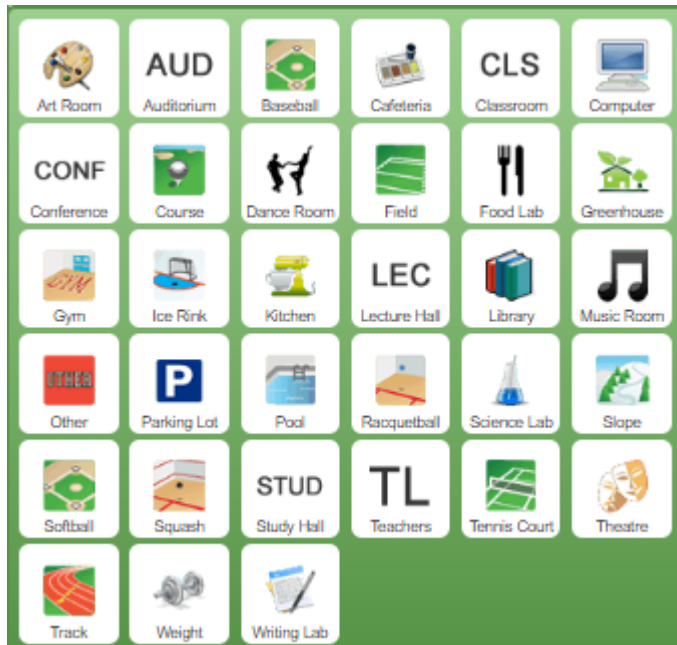 AUD CLS
Art Room Auditorium Baseball Cafeteria Classroom Computer
CONF
Conference Course Dance Room Field Food Lab Greenhouse
GYM LEC
Gym Ice Rink Kitchen Lecture Hall Library Music Room
OTHER P
Other Parking Lot Pool Racquetball Science Lab Slope
STUD TL
Softball Squash Study Hall Teachers Tennis Court Theatre
Track Weight Writing Lab